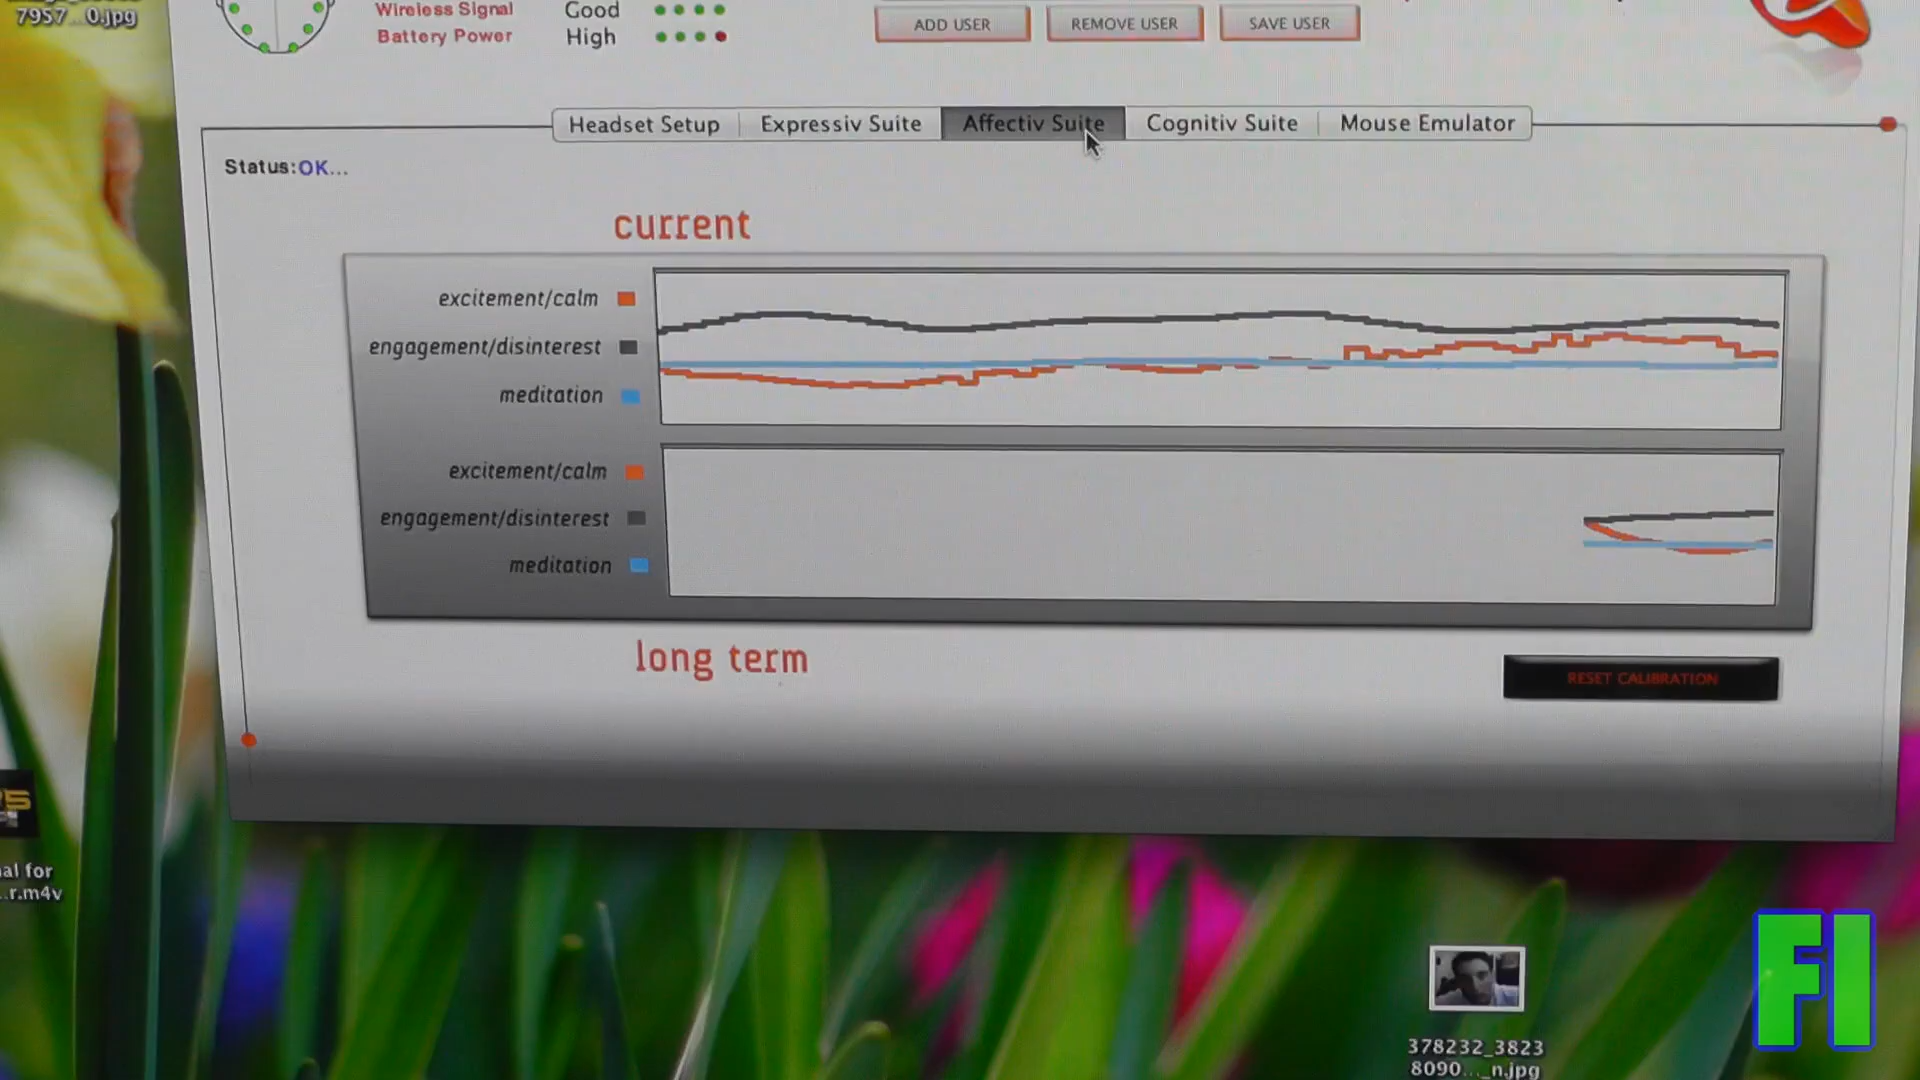 7957...0.jpg
Wireless Signal Good
Battery Power High
ADD USER REMOVE USER SAVE USER
Headset Setup Expressiv Suite Affectiv Suite Cognitiv Suite Mouse Emulator
Status:OK...
current
excitement/calm
engagement/disinterest
meditation
excitement/calm
engagement/disinterest
meditation
long term
RESET CALIBRATION
al for
...r.m4v
378232_3823
8090..._n.jpg
FI